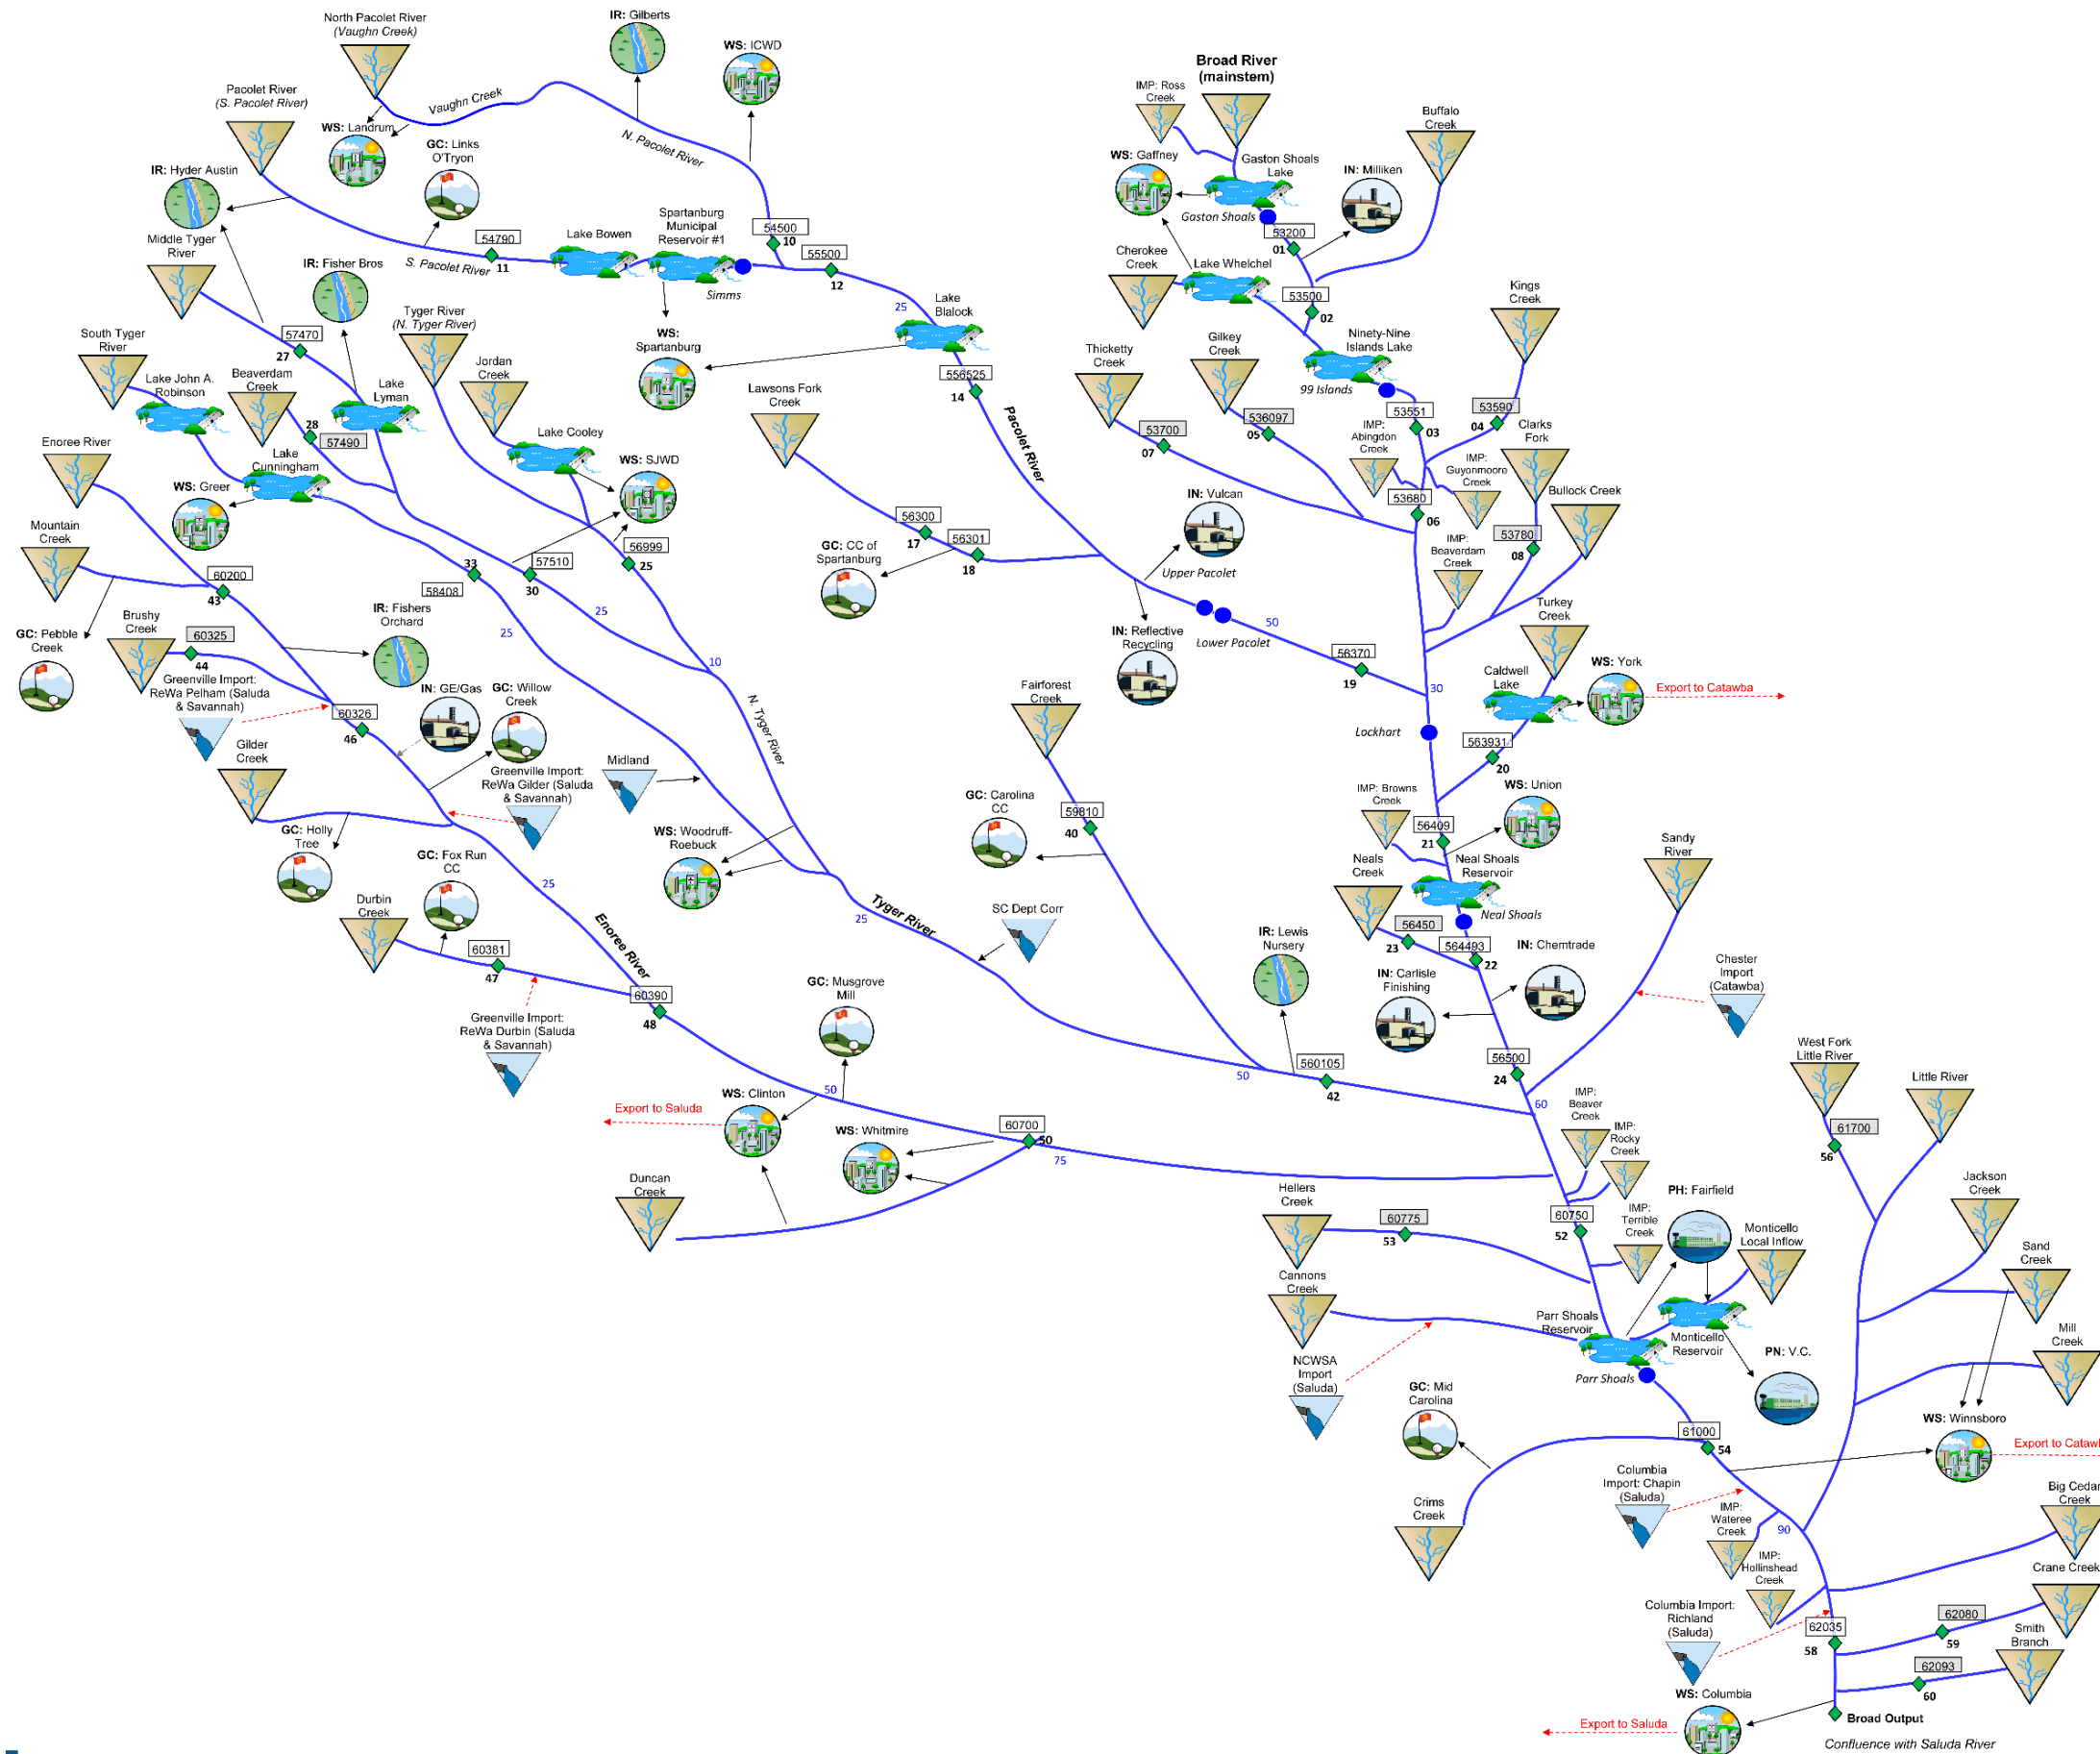 North Pacolet River
(Vaughn Creek)
IR: Gilberts
WS: ICWD
Broad River
(mainstem)
Pacolet River
(S. Pacolet River)
Vaughn Creek
IMP: Ross
Creek
Buffalo
Creek
WS: Landrum
N. Pacolet River
GC: Links
O'Tryon
WS: Gaffney
Gaston Shoals
Lake
IN: Milliken
IR: Hyder Austin
Gaston Shoals
53200
01
Spartanburg
Municipal
Reservoir #1
54500
10
54790
11
Lake Bowen
55500
12
Middle Tyger
River
S. Pacolet River
Simms
IR: Fisher Bros
Cherokee
Creek
Lake Whelchel
53500
02
Kings
Creek
25
Lake
Blalock
Tyger River
(N. Tyger River)
South Tyger
River
57470
27
WS:
Spartanburg
Gilkey
Creek
Thicketty
Creek
Ninety-Nine
Islands Lake
99 Islands
Jordan
Creek
Lake John A.
Robinson
Beaverdam
Creek
Lake
Lyman
556525
14
Lawsons Fork
Creek
53551
03
53590
04
536097
05
53700
07
Clarks
Fork
IMP:
Abingdon
Creek
IMP:
Guyonmoore
Creek
28
57490
Lake Cooley
Pacolet River
Enoree River
Lake
Cunningham
WS: SJWD
WS: Greer
53680
06
Bullock Creek
IN: Vulcan
Mountain
Creek
56300
17
56301
18
53780
08
IMP:
Beaverdam
Creek
GC: CC of
Spartanburg
56999
25
57510
30
33
58408
60200
43
Upper Pacolet
Turkey
Creek
Brushy
Creek
IR: Fishers
Orchard
25
25
IN: Reflective
Recycling
50
Lower Pacolet
GC: Pebble
Creek
60325
44
56370
19
10
Caldwell
Lake
WS: York
Export to Catawba
Greenville Import:
ReWa Pelham (Saluda
& Savannah)
IN: GE/Gas
GC: Willow
Creek
Fairforest
Creek
30
N. Tyger River
60326
46
Lockhart
563931
20
Gilder
Creek
Greenville Import:
ReWa Gilder (Saluda
& Savannah)
Midland
GC: Carolina
CC
59810
40
IMP: Browns
Creek
WS: Union
56409
21
Sandy
River
GC: Holly
Tree
WS: Woodruff-
Roebuck
Neals
Creek
Neal Shoals
Reservoir
GC: Fox Run
CC
25
Durbin
Creek
Enoree River
Tyger River
25
SC Dept Corr
Neal Shoals
56450
23
564493
22
IR: Lewis
Nursery
IN: Chemtrade
60381
47
IN: Carlisle
Finishing
Chester
Import
(Catawba)
60390
48
GC: Musgrove
Mill
Greenville Import:
ReWa Durbin (Saluda
& Savannah)
56500
24
West Fork
Little River
560105
42
50
Little River
50
WS: Clinton
Export to Saluda
60
IMP:
Beaver
Creek
WS: Whitmire
60700
50
75
IMP:
Rocky
Creek
61700
56
Duncan
Creek
Hellers
Creek
PH: Fairfield
Jackson
Creek
60775
53
60750
52
IMP:
Terrible
Creek
Monticello
Local Inflow
Sand
Creek
Cannons
Creek
Parr Shoals
Reservoir
Monticello
Reservoir
Mill
Creek
PN: V.C.
NCWSA
Import
(Saluda)
Parr Shoals
GC: Mid
Carolina
WS: Winnsboro
61000
54
Columbia
Import: Chapin
(Saluda)
Crims
Creek
IMP:
Wateree
Creek
90
Big Cedar
Creek
IMP:
Hollinshead
Creek
Crane Creek
Columbia Import:
Richland
(Saluda)
62035
58
62080
59
Smith
Branch
62093
60
WS: Columbia
Export to Saluda
Broad Output
Confluence with Saluda River